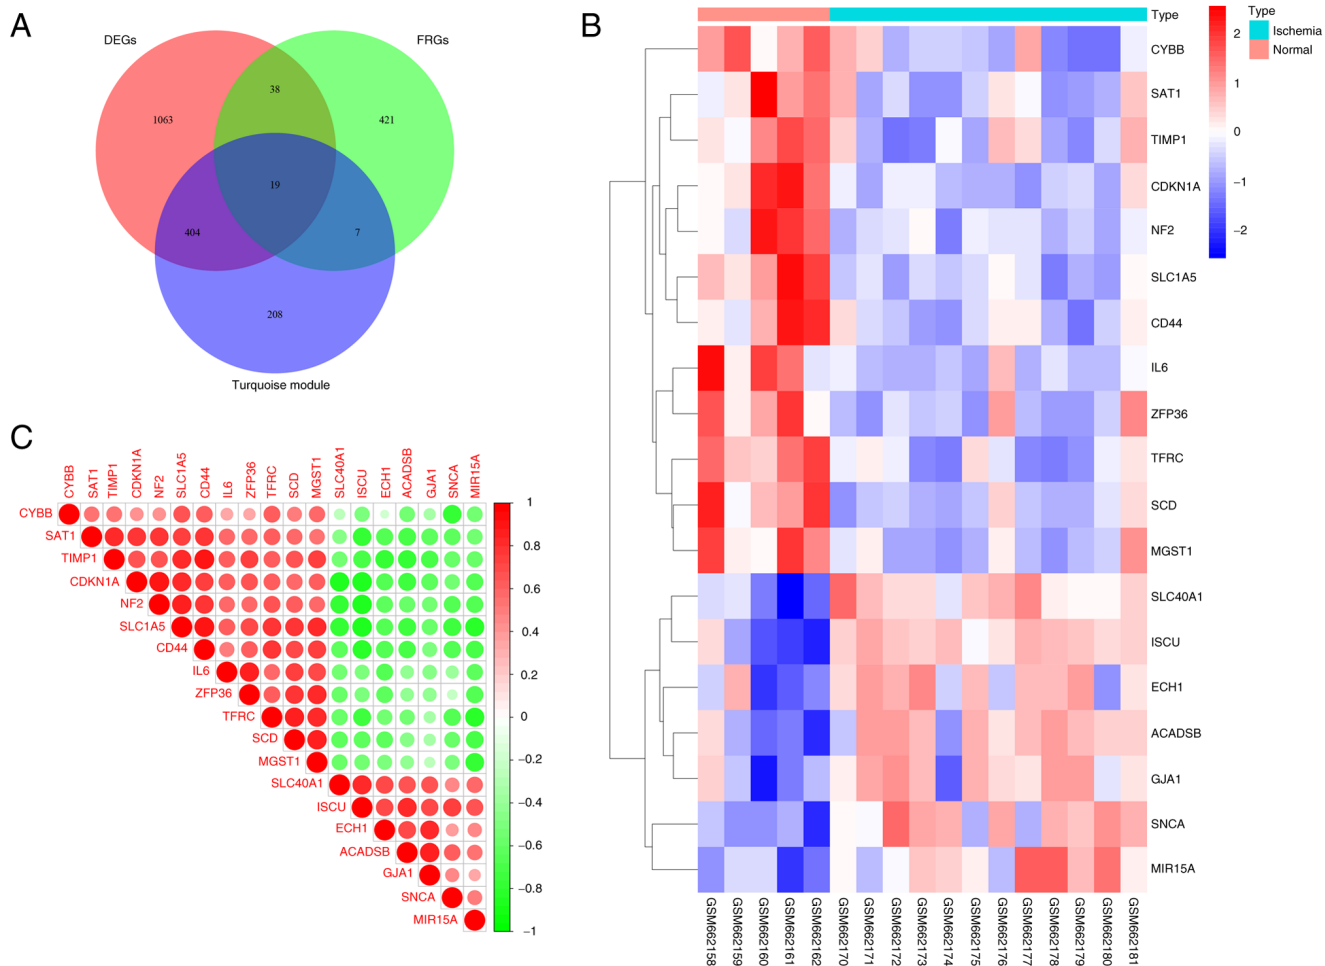 A
DEGs
FRGs
38
1063
421
19
404
7
208
Turquoise module
B
Type
CYBB
SAT1
TIMP1
CDKN1A
NF2
SLC1A5
CD44
IL6
ZFP36
TFRC
SCD
MGST1
SLC40A1
ISCU
ECH1
ACADSB
GJA1
SNCA
MIR15A
GSM662158
GSM662159
GSM662160
GSM662161
GSM662162
GSM662170
GSM662171
GSM662172
GSM662173
GSM662174
GSM662175
GSM662176
GSM662177
GSM662178
GSM662179
GSM662180
GSM662181
2
1
0
−1
−2
Type
Ischemia
Normal
C
CYBB
SAT1
TIMP1
CDKN1A
NF2
SLC1A5
CD44
IL6
ZFP36
TFRC
SCD
MGST1
SLC40A1
ISCU
ECH1
ACADSB
GJA1
SNCA
MIR15A
CYBB
SAT1
TIMP1
CDKN1A
NF2
SLC1A5
CD44
IL6
ZFP36
TFRC
SCD
MGST1
SLC40A1
ISCU
ECH1
ACADSB
GJA1
SNCA
MIR15A
1
0.8
0.6
0.4
0.2
0
−0.2
−0.4
−0.6
−0.8
−1